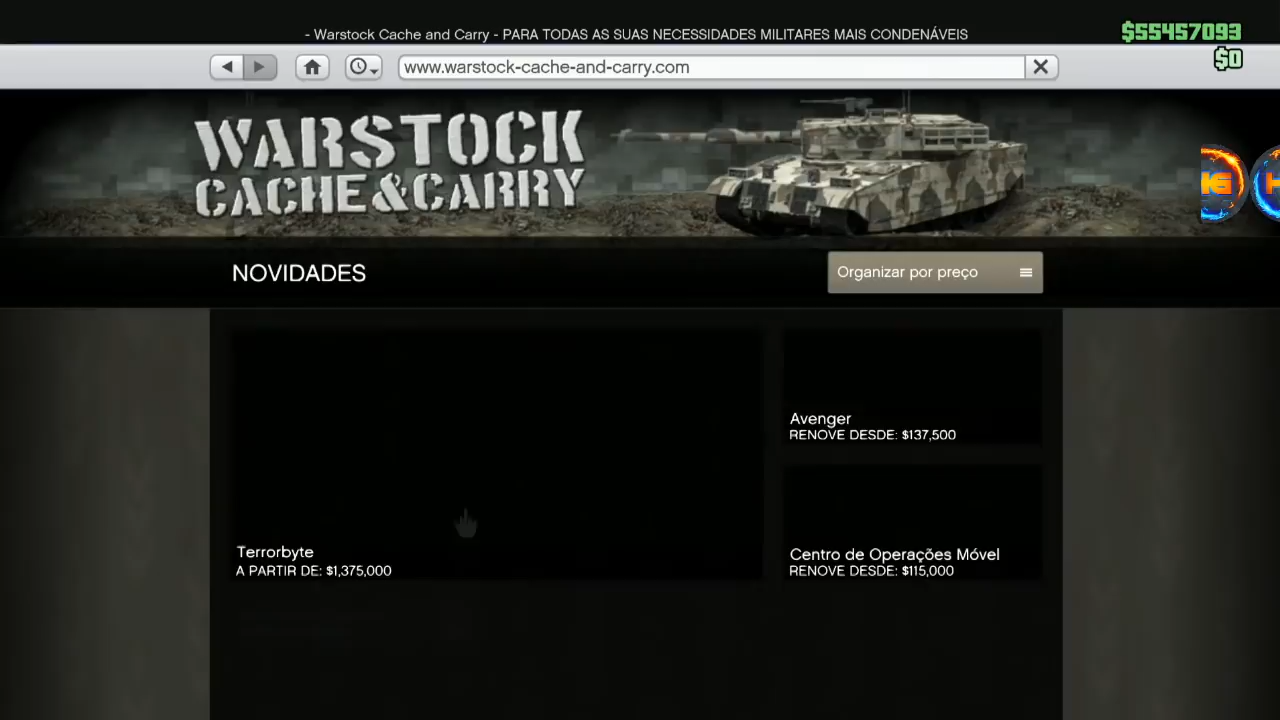 - Warstock Cache and Carry - PARA TODAS AS SUAS NECESSIDADES MILITARES MAIS CONDENÁVEIS
$55457093
$0
www.warstock-cache-and-carry.com
WARSTOCK
CACHE&CARRY
NOVIDADES
Organizar por preço
Avenger
RENOVE DESDE: $137,500
Terrorbyte
A PARTIR DE: $1,375,000
Centro de Operações Móvel
RENOVE DESDE: $115,000